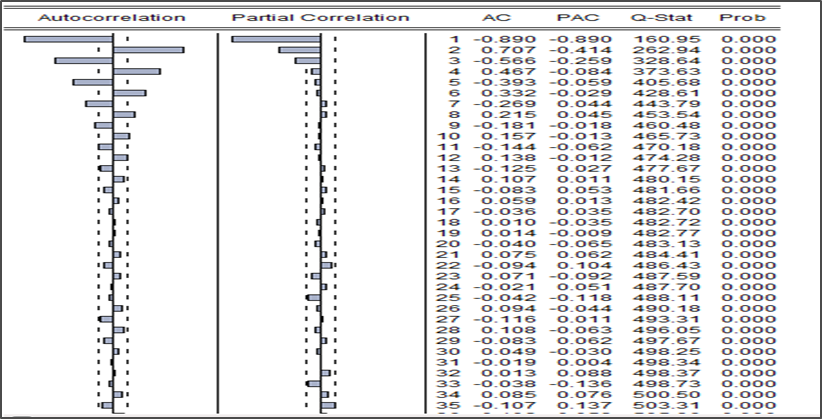 Autocorrelation Partial Correlation AC PAC Q-Stat Prob
1 -0.890 -0.890 160.95 0.000
2 0.707 -0.414 262.94 0.000
3 -0.566 -0.259 328.64 0.000
4 0.467 -0.084 373.63 0.000
5 -0.393 -0.059 405.68 0.000
6 0.332 -0.029 428.61 0.000
7 -0.269 0.044 443.79 0.000
8 0.215 0.045 453.54 0.000
9 -0.181 -0.018 460.48 0.000
10 0.157 -0.013 465.73 0.000
11 -0.144 -0.062 470.18 0.000
12 0.138 -0.012 474.28 0.000
13 -0.125 0.027 477.67 0.000
14 0.107 0.011 480.15 0.000
15 -0.083 0.053 481.66 0.000
16 0.059 0.013 482.42 0.000
17 -0.036 0.035 482.70 0.000
18 0.010 -0.035 482.72 0.000
19 0.014 -0.009 482.77 0.000
20 -0.040 -0.065 483.13 0.000
21 0.075 0.062 484.41 0.000
22 -0.094 0.104 486.43 0.000
23 0.071 -0.092 487.59 0.000
24 -0.021 0.051 487.70 0.000
25 -0.042 -0.118 488.11 0.000
26 0.094 -0.044 490.18 0.000
27 -0.116 0.011 493.31 0.000
28 0.108 -0.063 496.05 0.000
29 -0.083 0.062 497.67 0.000
30 0.049 -0.030 498.25 0.000
31 -0.019 0.004 498.34 0.000
32 0.013 0.088 498.37 0.000
33 -0.038 -0.136 498.73 0.000
34 0.085 0.076 500.50 0.000
35 -0.107 0.137 503.31 0.000